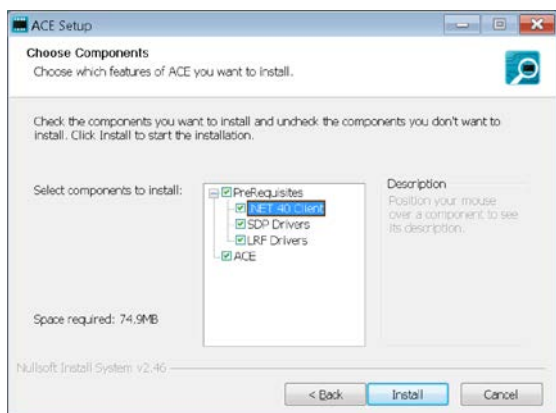 ACE Setup
Choose Components
Choose which features of ACE you want to install.
Check the components you want to install and uncheck the components you don't want to
install. Click Install to start the installation.
Select components to install:
PreRequisites
.NET 40 Client
SDP Drivers
LRF Drivers
ACE
Description
Position your mouse
over a component to see
its description.
Space required: 74.9MB
Nullsoft Install System v2.46
< Back
Install
Cancel